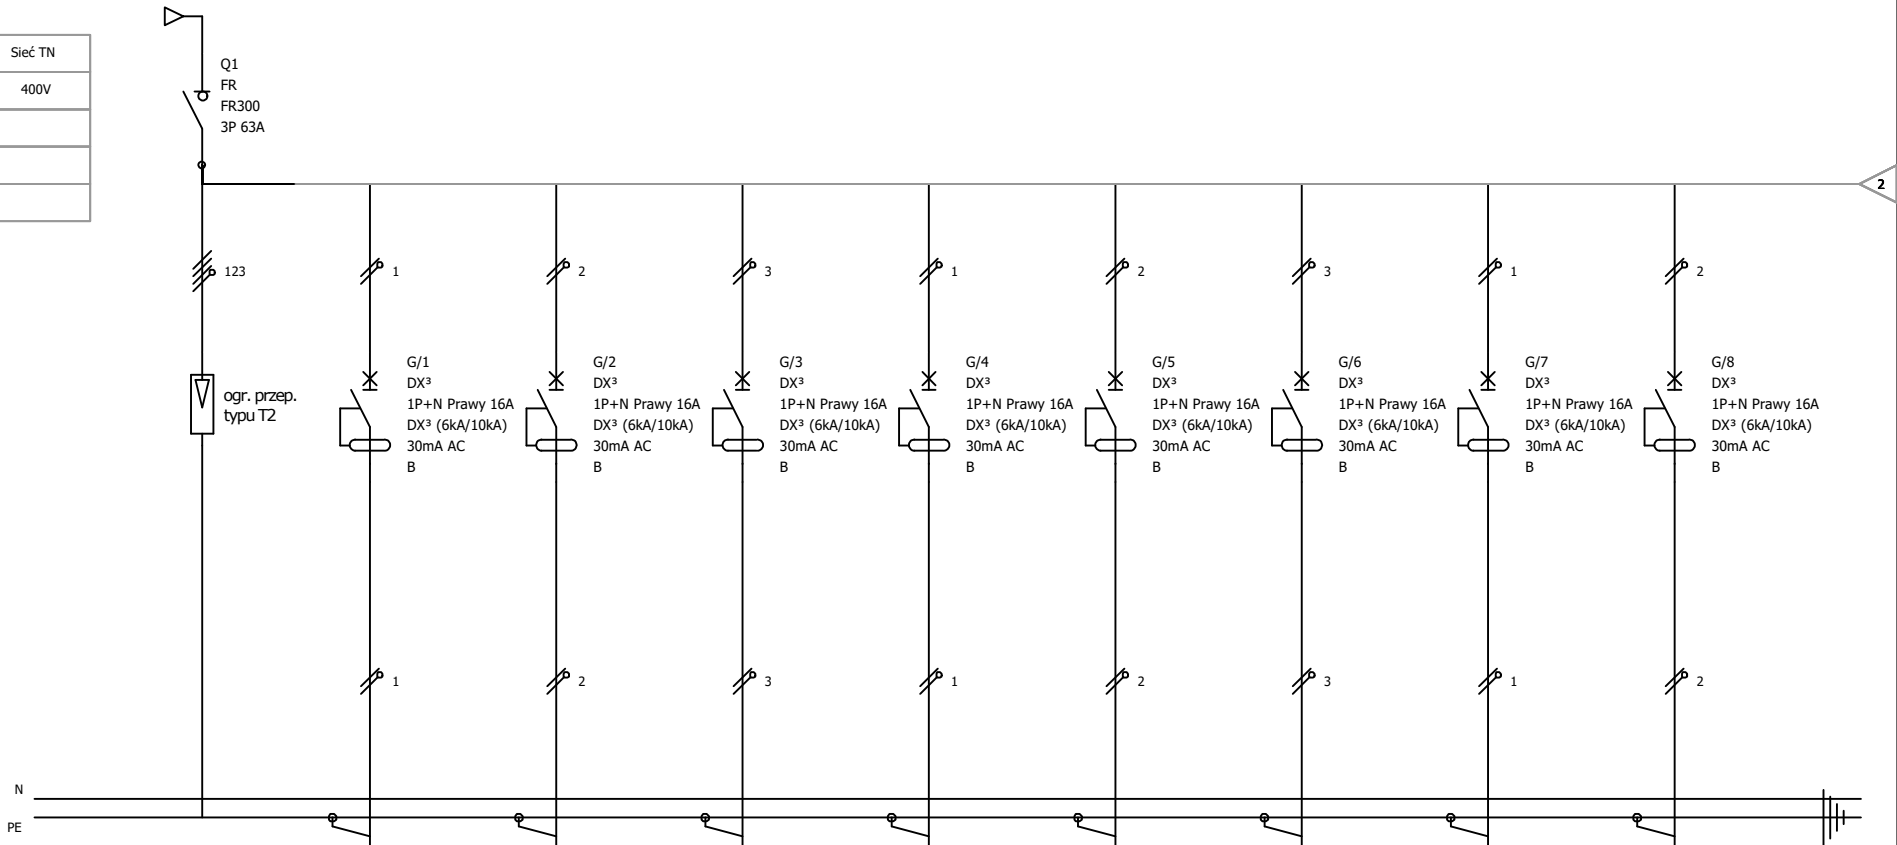 Sieć TN
400V
Q1
FR
FR300
3P 63A
2
123
1
2
3
1
2
3
1
2
ogr. przep.
typu T2
G/1
DX³
1P+N Prawy 16A
DX³ (6kA/10kA)
30mA AC
B
G/2
DX³
1P+N Prawy 16A
DX³ (6kA/10kA)
30mA AC
B
G/3
DX³
1P+N Prawy 16A
DX³ (6kA/10kA)
30mA AC
B
G/4
DX³
1P+N Prawy 16A
DX³ (6kA/10kA)
30mA AC
B
G/5
DX³
1P+N Prawy 16A
DX³ (6kA/10kA)
30mA AC
B
G/6
DX³
1P+N Prawy 16A
DX³ (6kA/10kA)
30mA AC
B
G/7
DX³
1P+N Prawy 16A
DX³ (6kA/10kA)
30mA AC
B
G/8
DX³
1P+N Prawy 16A
DX³ (6kA/10kA)
30mA AC
B
1
2
3
1
2
3
1
2
N
PE